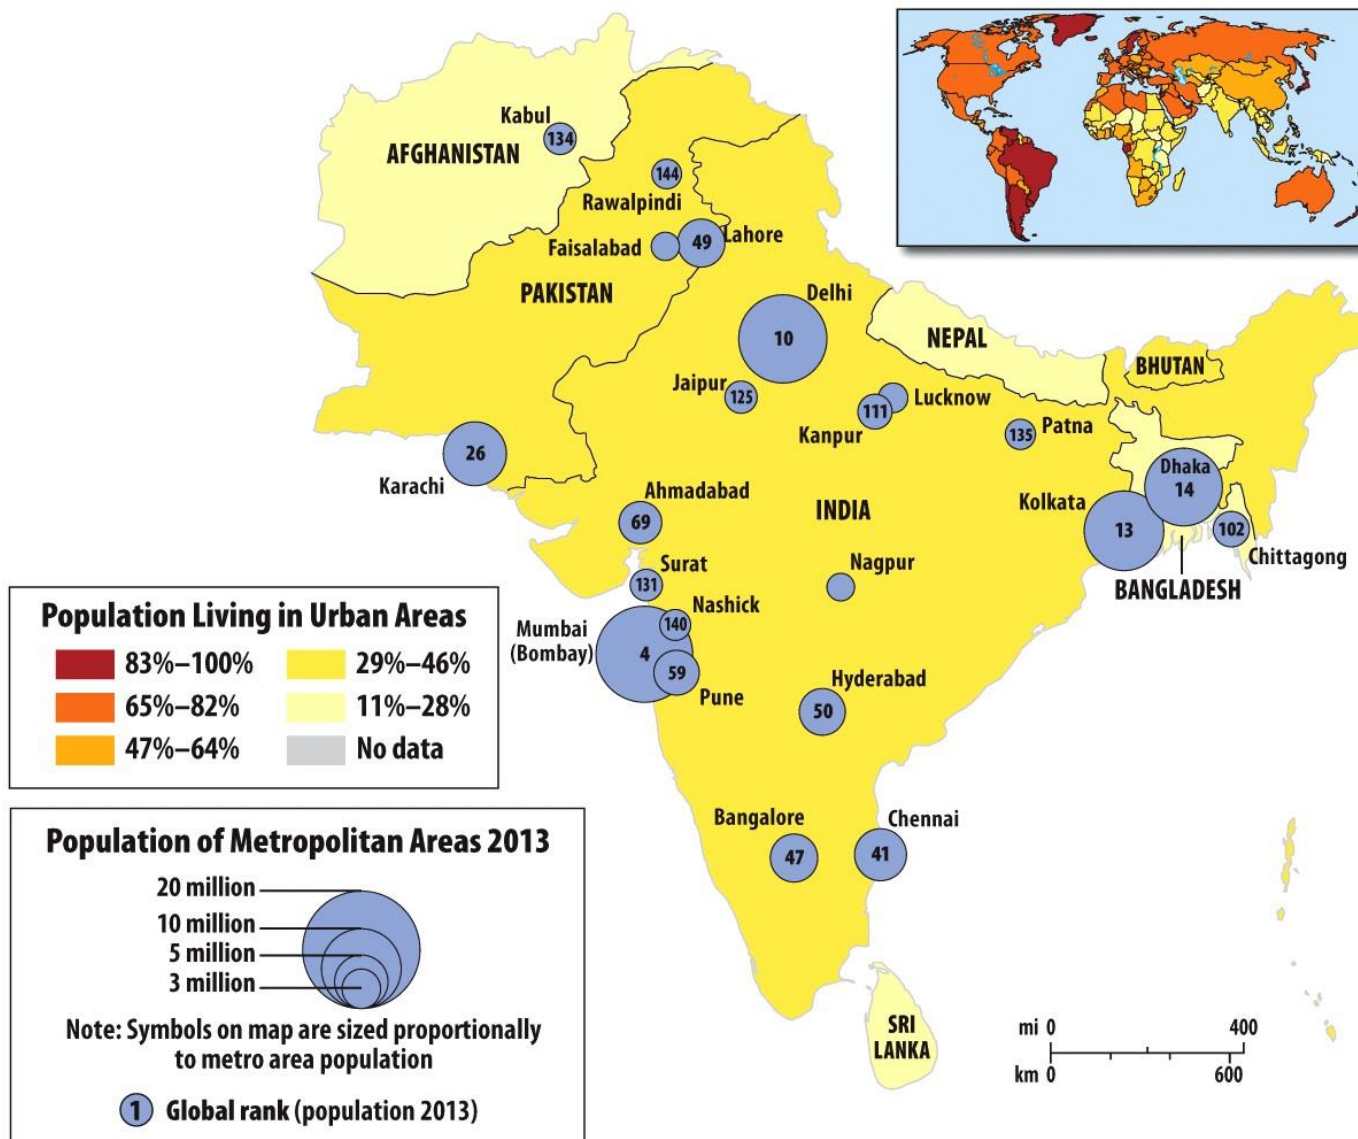 Kabul
134
AFGHANISTAN
144
Rawalpindi
Faisalabad
49
Lahore
PAKISTAN
Delhi
10
NEPAL
BHUTAN
Jaipur
125
Lucknow
111
Kanpur
135
Patna
26
Karachi
Ahmadabad
69
INDIA
Dhaka
14
Kolkata
13
102
Chittagong
BANGLADESH
Surat
131
Nagpur
Nashick
140
Mumbai
(Bombay)
4
59
Pune
Hyderabad
50
Bangalore
47
Chennai
41
SRI
LANKA
Population Living in Urban Areas
83%–100%
65%–82%
47%–64%
29%–46%
11%–28%
No data
Population of Metropolitan Areas 2013
20 million
10 million
5 million
3 million
Note: Symbols on map are sized proportionally
to metro area population
1 Global rank (population 2013)
mi 0 400
km 0 600